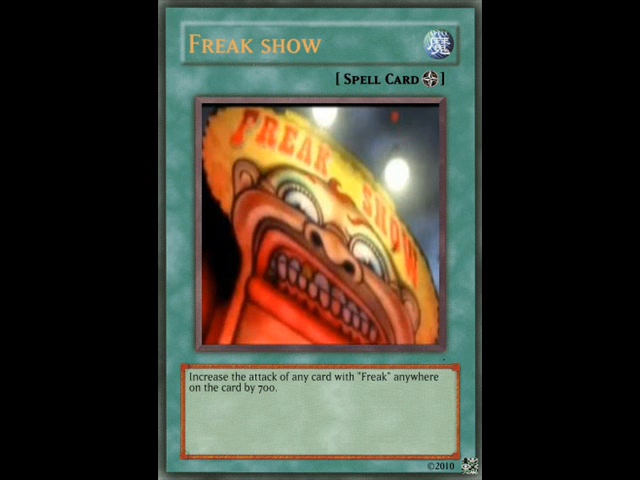 Freak show
魔
[ Spell Card ]
FREAK SHOW
Increase the attack of any card with "Freak" anywhere
on the card by 700.
©2010